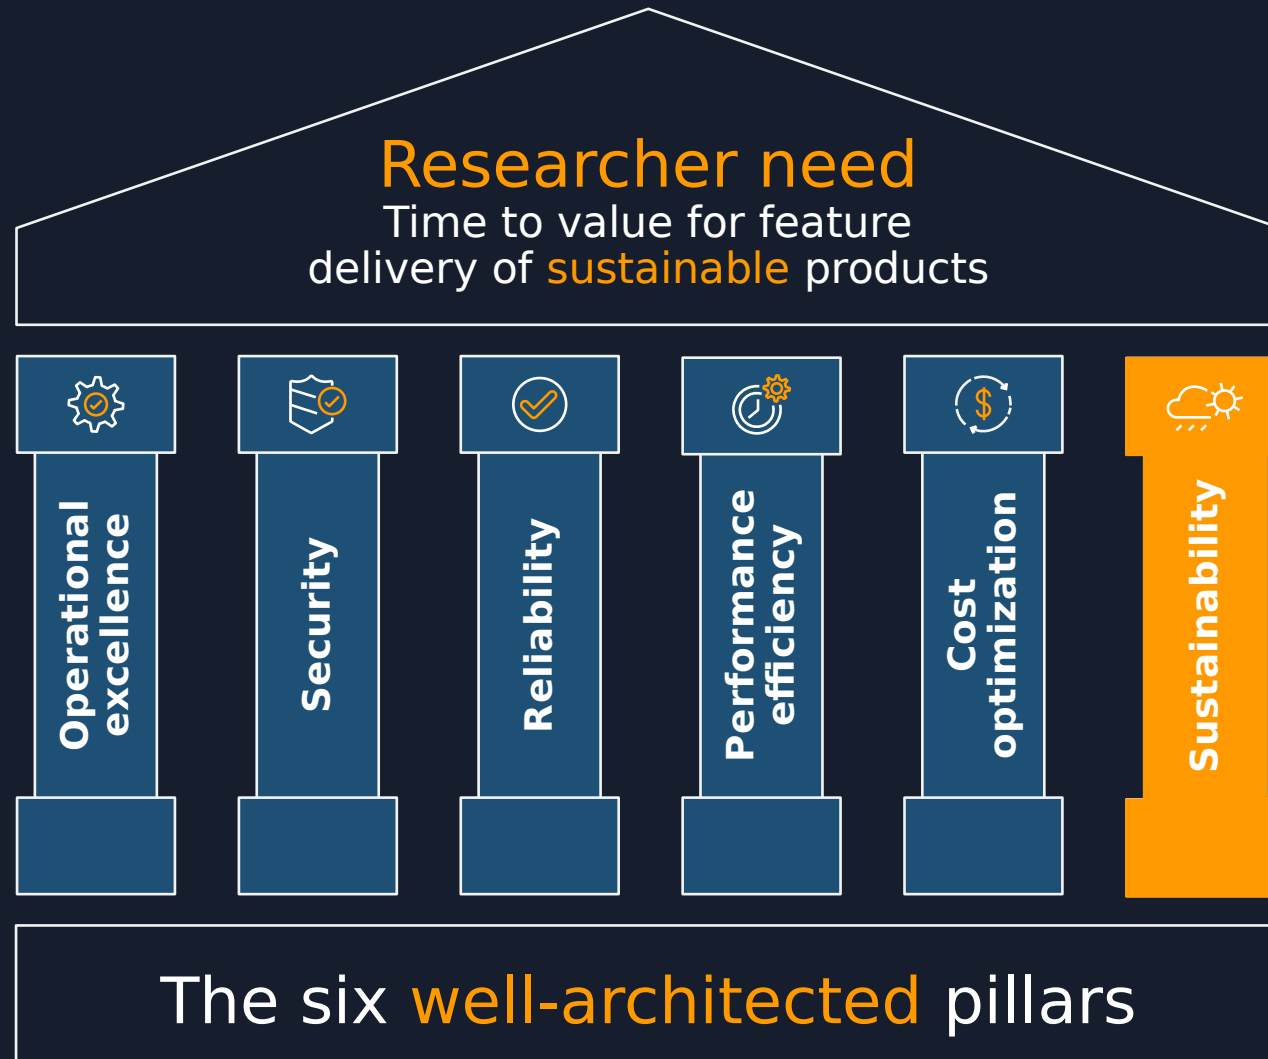 Researcher need
Time to value for feature
delivery of sustainable products
Operational
excellence
Security
Reliability
Performance
efficiency
Cost
optimization
Sustainability
The six well-architected pillars